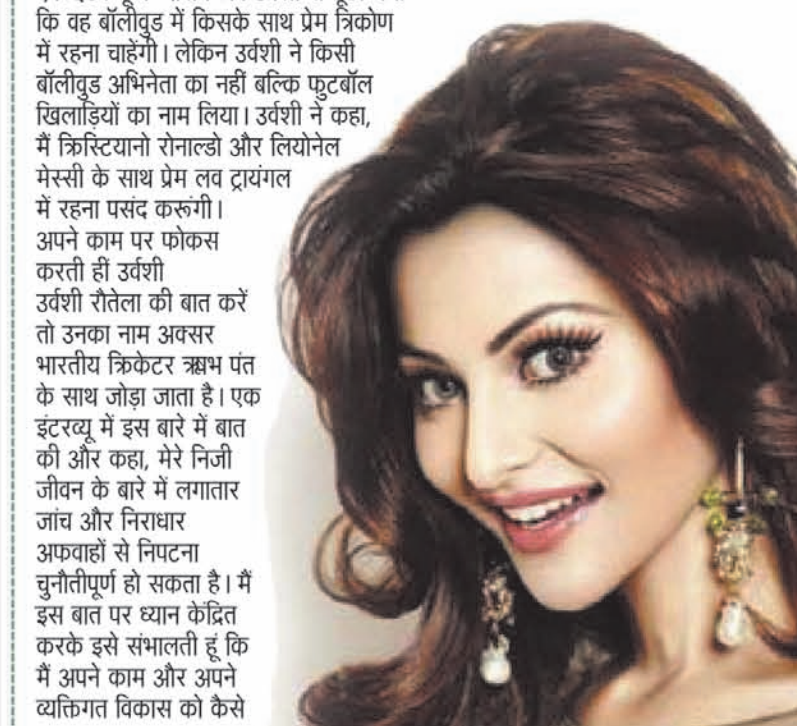 कि वह बॉलीवुड में किसके साथ प्रेम त्रिकोण
में रहना चाहेंगी। लेकिन उर्वशी ने किसी
बॉलीवुड अभिनेता का नहीं बल्कि फुटबॉल
खिलाड़ियों का नाम लिया। उर्वशी ने कहा,
मैं क्रिस्टियानो रोनाल्डो और लियोनेल
मेस्सी के साथ प्रेम लव ट्रायंगल
में रहना पसंद करूंगी।
अपने काम पर फोकस
करती हीं उर्वशी
उर्वशी रौतेला की बात करें
तो उनका नाम अक्सर
भारतीय क्रिकेटर ऋषभ पंत
के साथ जोड़ा जाता है। एक
इंटरव्यू में इस बारे में बात
की और कहा, मेरे निजी
जीवन के बारे में लगातार
जांच और निराधार
अफवाहों से निपटना
चुनौतीपूर्ण हो सकता है। मैं
इस बात पर ध्यान केंद्रित
करके इसे संभालती हूं कि
मैं अपने काम और अपने
व्यक्तिगत विकास को कैसे